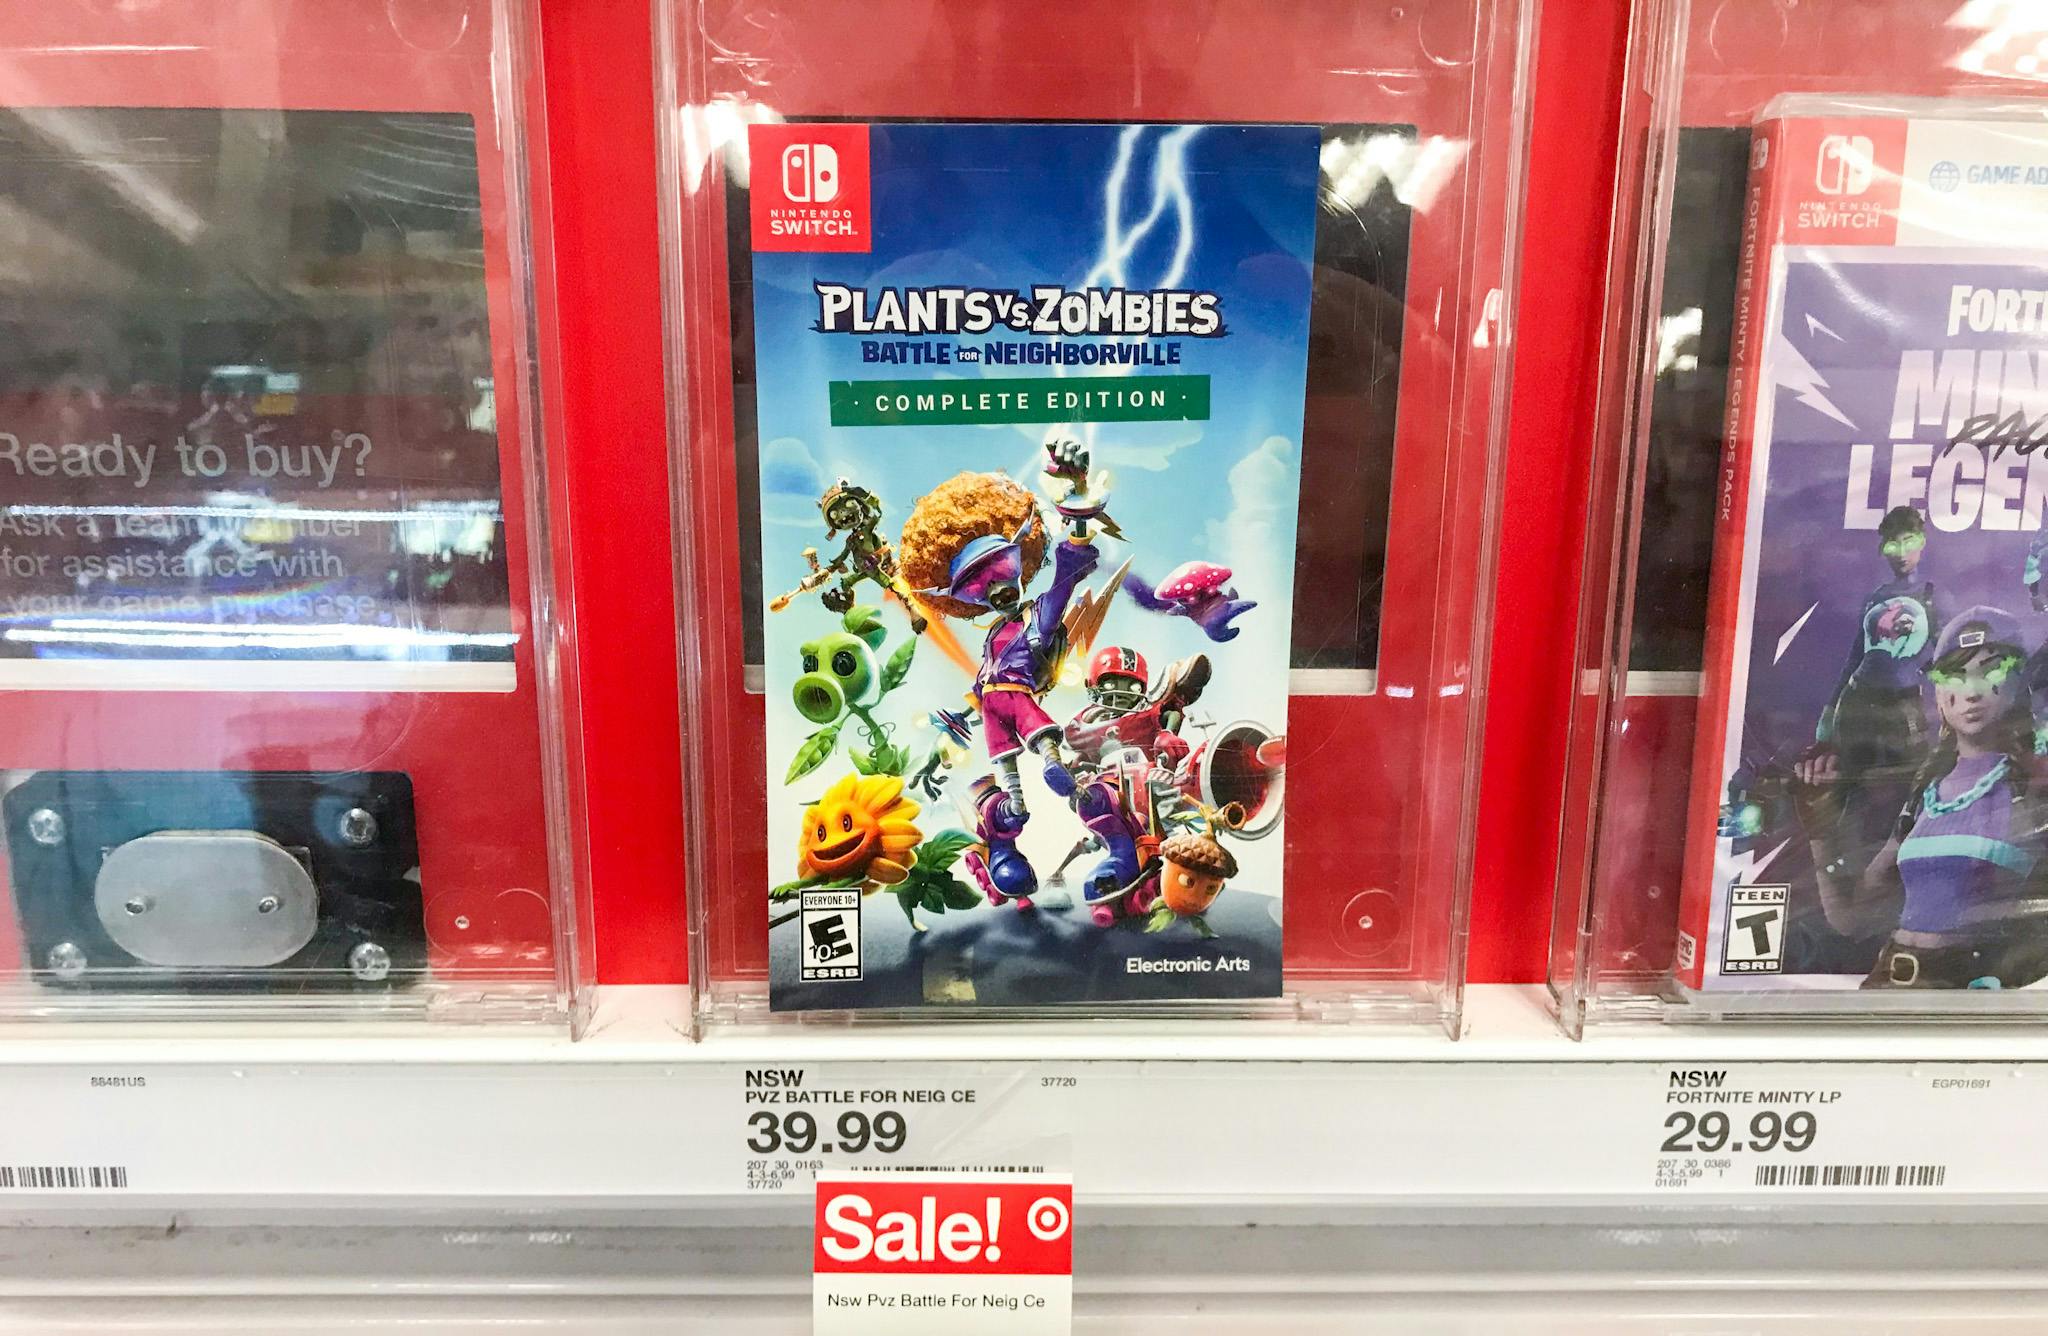 Ready to buy?
Ask a Team Member
for assistance with
your game purchase.
88481US
NINTENDO
SWITCH
PLANTS VS. ZOMBIES
BATTLE FOR NEIGHBORVILLE
· COMPLETE EDITION ·
EVERYONE 10+
E
10+
ESRB
Electronic Arts
NSW
37720
PVZ BATTLE FOR NEIG CE
39.99
207 30 0163
4-3-6.99 1
37720
Sale!
Nsw Pvz Battle For Neig Ce
FORTNITE MINTY LEGENDS PACK
NINTENDO
SWITCH
GAME AD
FORT
MIN
LEGEN
TEEN
T
ESRB
NSW
EGP01691
FORTNITE MINTY LP
29.99
207 30 0386
4-3-5.99 1
01691